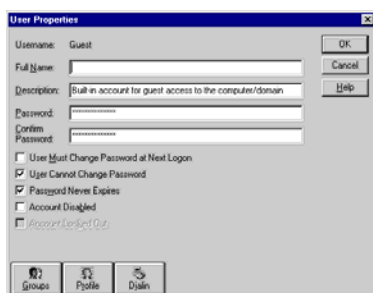 User Properties
Username: Guest
OK
Full Name:
Cancel
Description: Built-in account for guest access to the computer/domain
Help
Password: **************
Confirm Password: **************
User Must Change Password at Next Logon
User Cannot Change Password
Password Never Expires
Account Disabled
Account Locked Out
Groups Profile Dialin